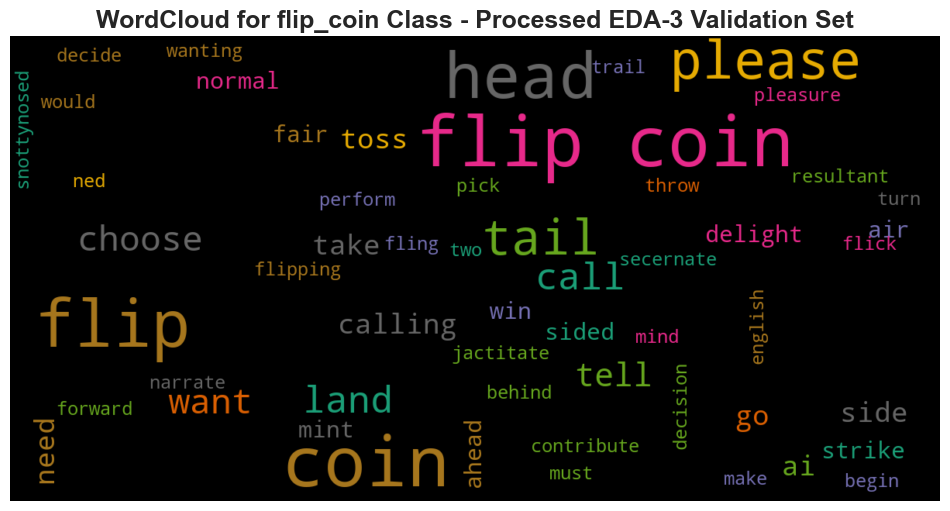 WordCloud for flip_coin Class - Processed EDA-3 Validation Set
decide wanting head trail please
would normal pleasure
snottynosed
fair toss flip coin
ned perform pick throw resultant
turn
choose take fling two tail delight air
flick
flipping call secernate
flip calling win sided mind english
jactitate
narrate behind tell decision
forward want land
need mint ahead go side
coin contribute strike
must make ai begin